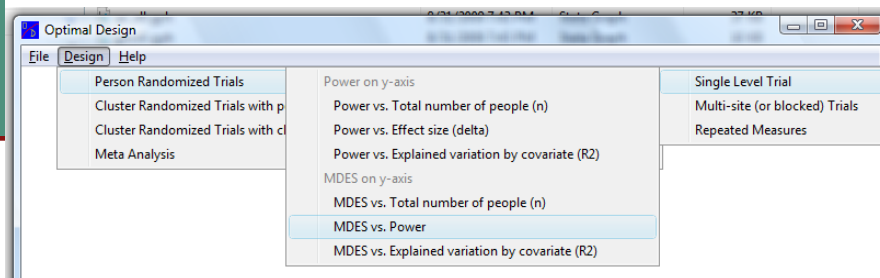 Optimal Design
File Design Help
Person Randomized Trials
Cluster Randomized Trials with p
Cluster Randomized Trials with cl
Meta Analysis
Power on y-axis
Power vs. Total number of people (n)
Power vs. Effect size (delta)
Power vs. Explained variation by covariate (R2)
MDES on y-axis
MDES vs. Total number of people (n)
MDES vs. Power
MDES vs. Explained variation by covariate (R2)
Single Level Trial
Multi-site (or blocked) Trials
Repeated Measures